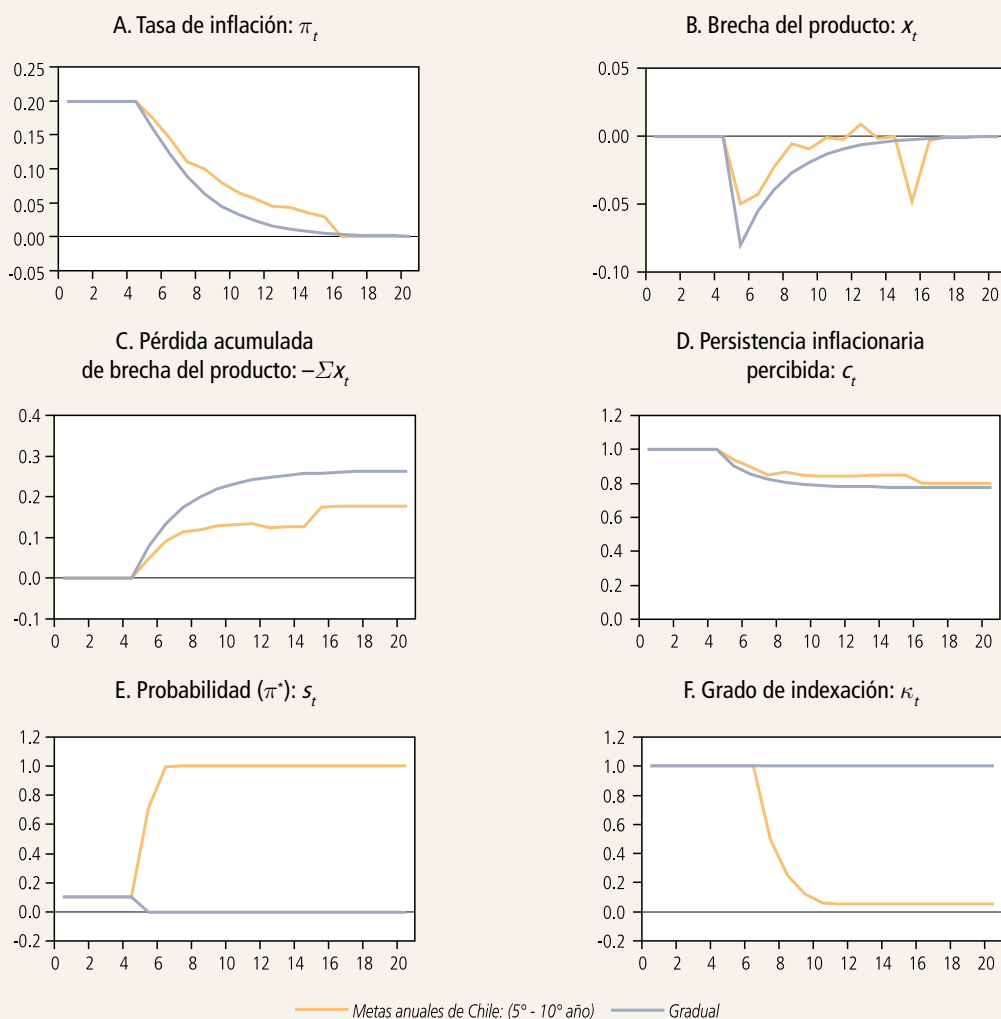 A. Tasa de inflación: π_t
0.25
0.20
0.15
0.10
0.05
0.00
-0.05
0 2 4 6 8 10 12 14 16 18 20
B. Brecha del producto: x_t
0.05
0.00
-0.05
-0.10
0 2 4 6 8 10 12 14 16 18 20
C. Pérdida acumulada
de brecha del producto: −Σx_t
0.4
0.3
0.2
0.1
0.0
-0.1
0 2 4 6 8 10 12 14 16 18 20
D. Persistencia inflacionaria
percibida: c_t
1.2
1.0
0.8
0.6
0.4
0.2
0.0
0 2 4 6 8 10 12 14 16 18 20
E. Probabilidad (π*): s_t
1.2
1.0
0.8
0.6
0.4
0.2
0.0
-0.2
0 2 4 6 8 10 12 14 16 18 20
F. Grado de indexación: κ_t
1.2
1.0
0.8
0.6
0.4
0.2
0.0
-0.2
0 2 4 6 8 10 12 14 16 18 20
Metas anuales de Chile: (5° - 10° año) Gradual